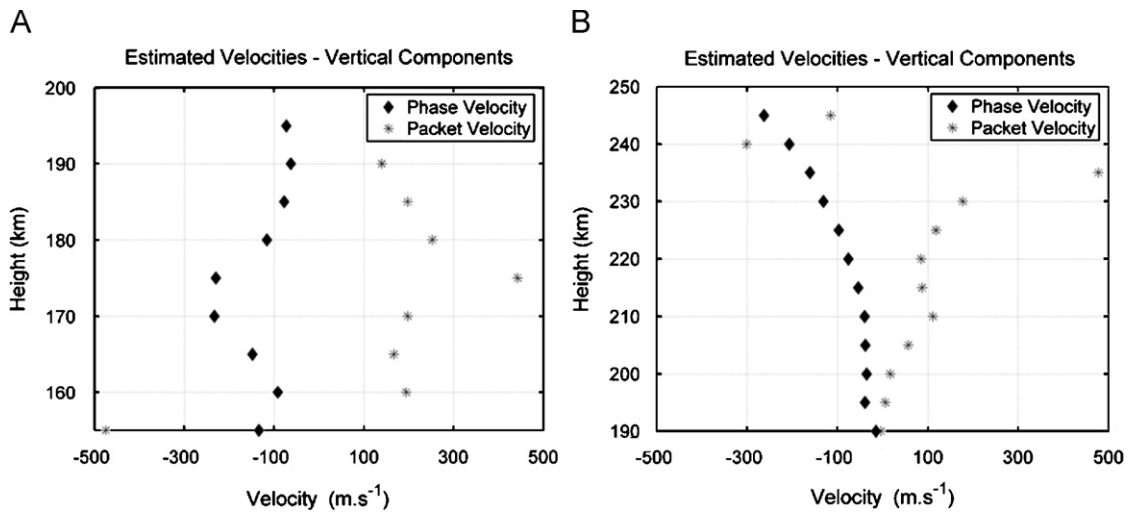 A
Estimated Velocities - Vertical Components
200
190
180
170
160
Height (km)
Phase Velocity
Packet Velocity
-500 -300 -100 100 300 500
Velocity (m.s⁻¹)
B
Estimated Velocities - Vertical Components
250
240
230
220
210
200
190
Height (km)
Phase Velocity
Packet Velocity
-500 -300 -100 100 300 500
Velocity (m.s⁻¹)